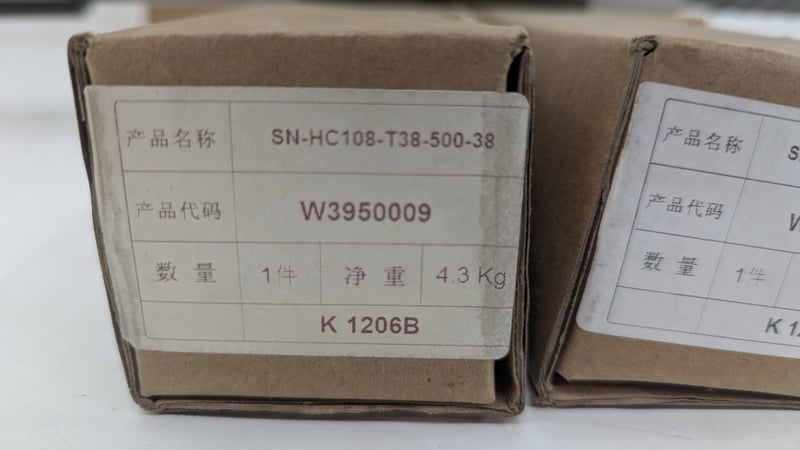 产品名称 SN-HC108-T38-500-38
产品代码 W3950009
数量 1件 净重 4.3 Kg
K 1206B
产品名称 S
产品代码 W
数量 1件
K 12